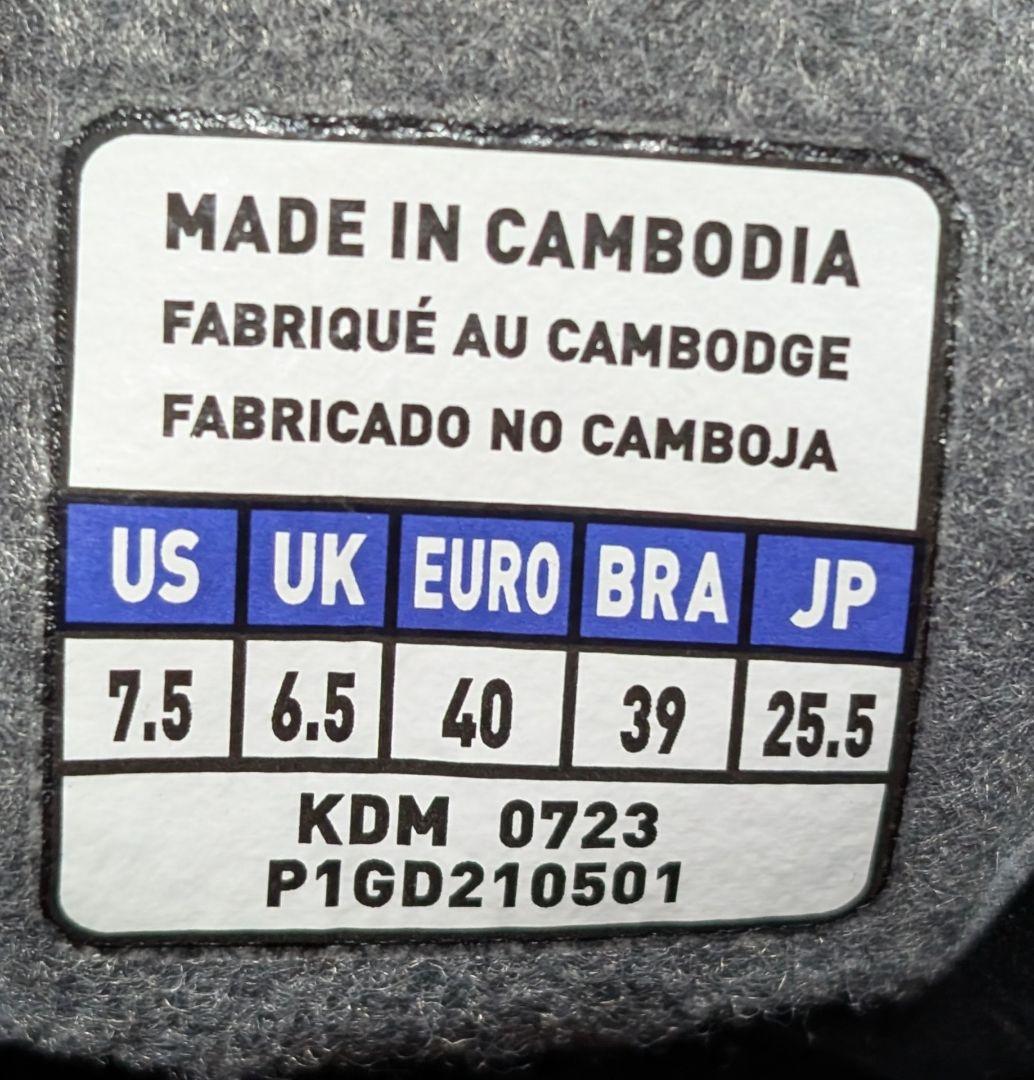 MADE IN CAMBODIA
FABRIQUÉ AU CAMBODGE
FABRICADO NO CAMBOJA
US UK EURO BRA JP
7.5 6.5 40 39 25.5
KDM 0723
P1GD210501